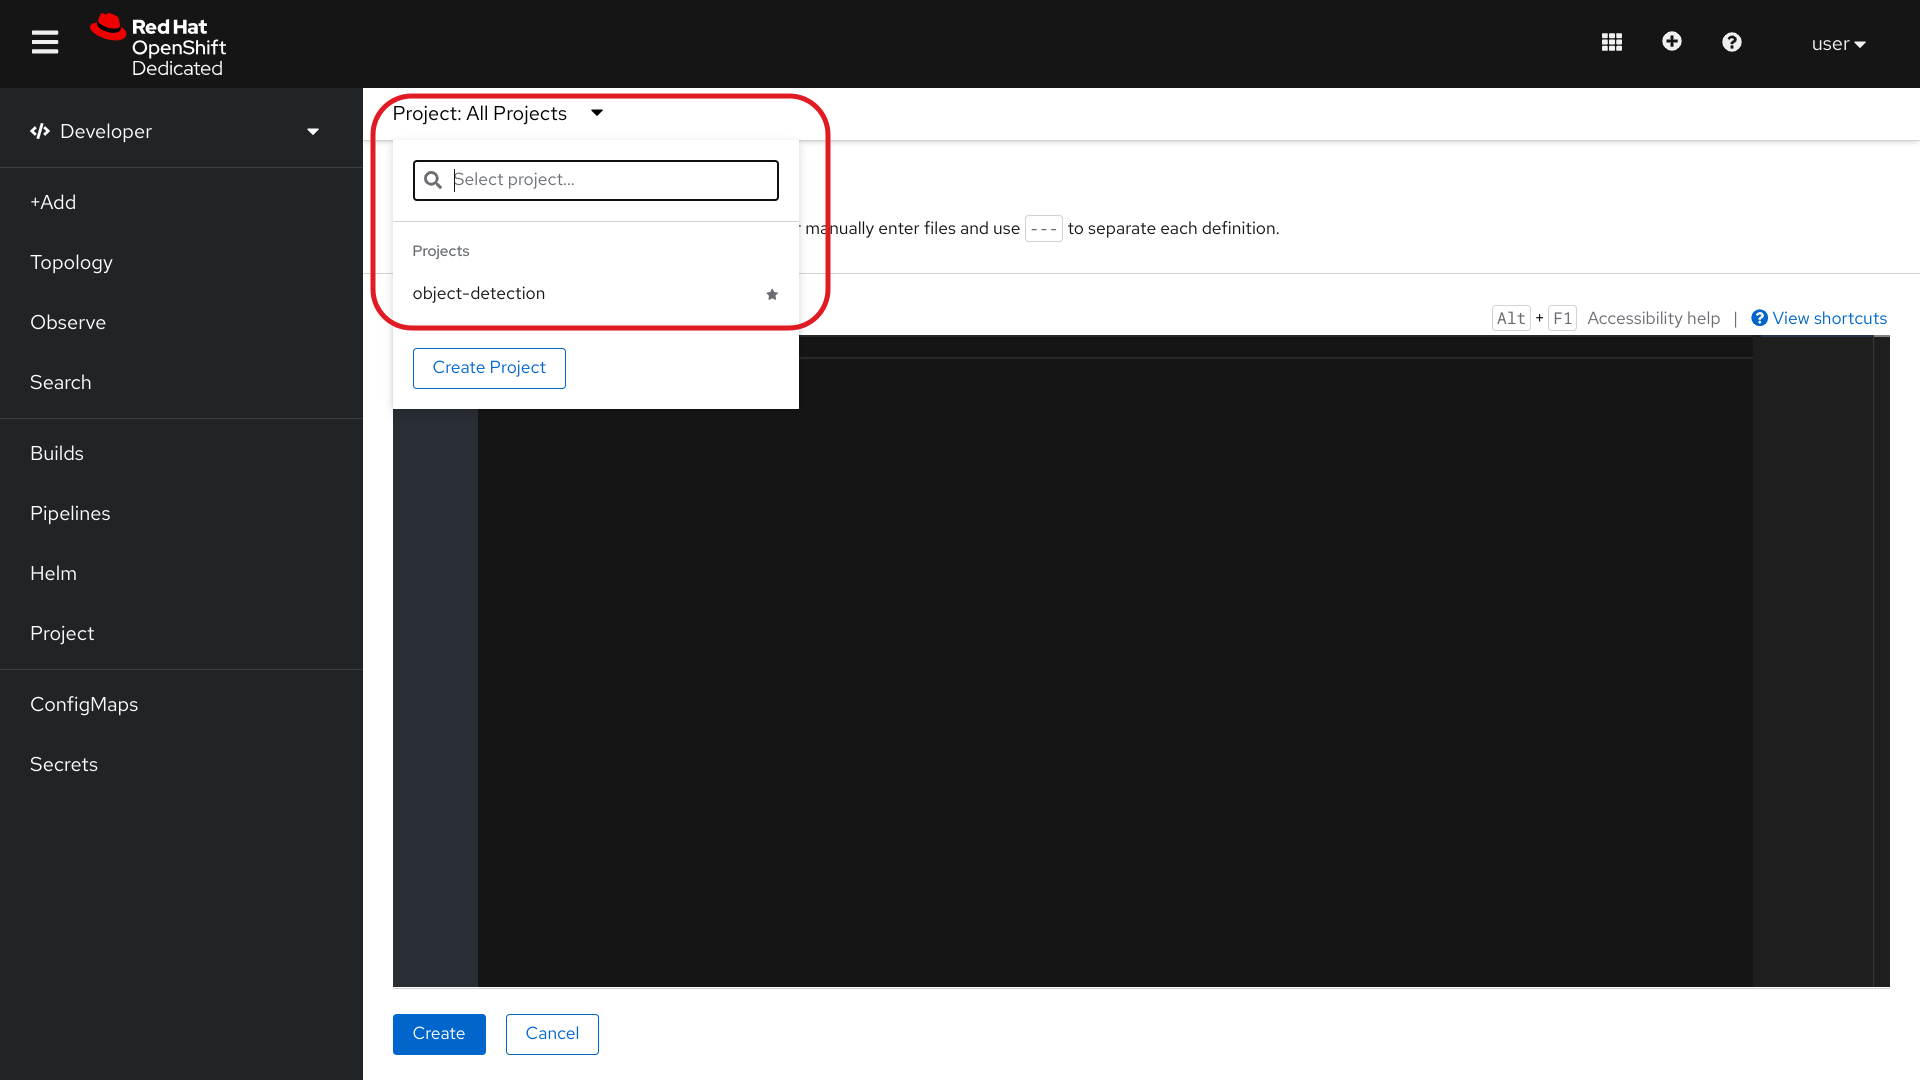 Red Hat
OpenShift
Dedicated
user
Developer
+Add
Topology
Observe
Search
Builds
Pipelines
Helm
Project
ConfigMaps
Secrets
Project: All Projects
Select project...
Projects
object-detection
Create Project
manually enter files and use --- to separate each definition.
Alt + F1 Accessibility help | View shortcuts
Create Cancel